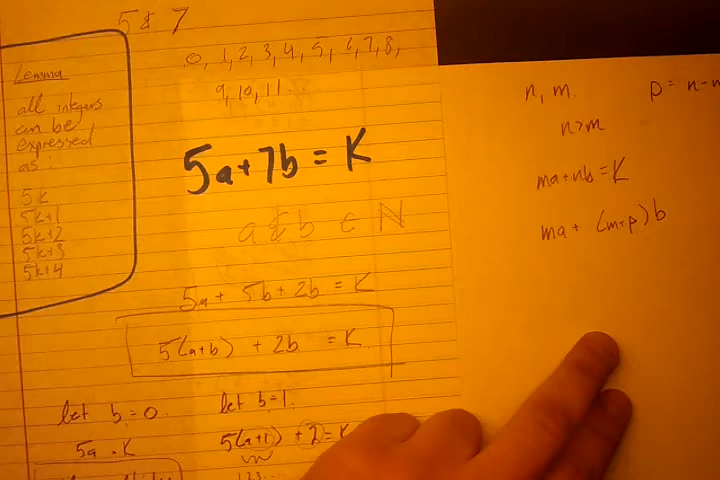 5 & 7
0, 1, 2, 3, 4, 5, 6, 7, 8,
9, 10, 11
Lemma
all integers
can be
expressed
as:
5k
5k+1
5k+2
5k+3
5k+4
5a+7b = K
a & b ∈ ℕ
5a + 5b + 2b = K
5(a+b) + 2b = K
let b=0
5a = K
let b=1.
5(a+1) + 2 = K
n, m.
p = n-m
n>m
ma+nb=K
ma + (m+p)b